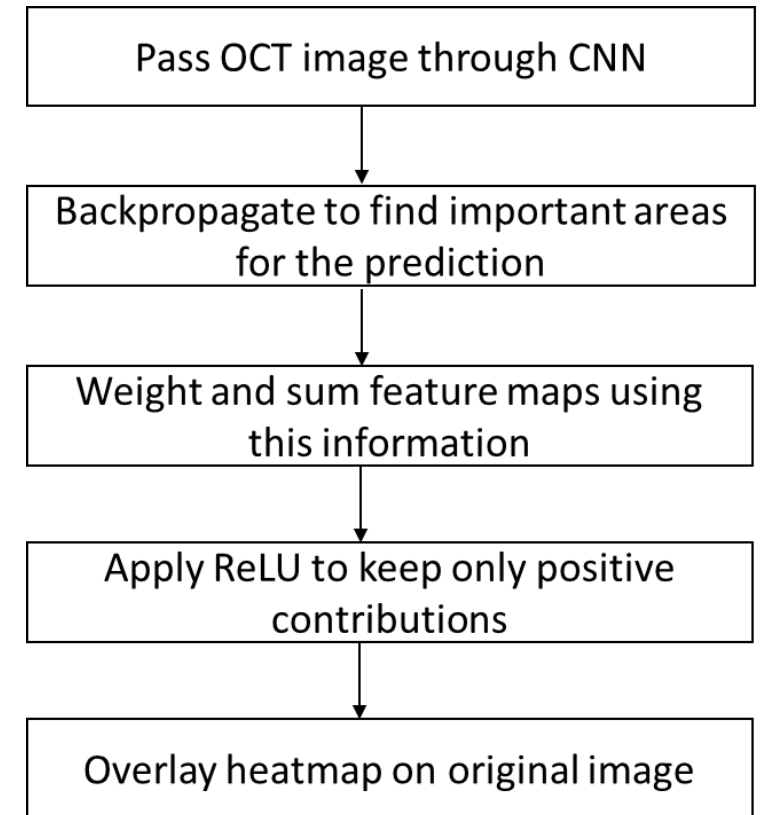 Pass OCT image through CNN
Backpropagate to find important areas
for the prediction
Weight and sum feature maps using
this information
Apply ReLU to keep only positive
contributions
Overlay heatmap on original image